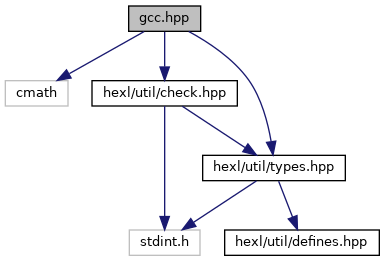 gcc.hpp
cmath
hexl/util/check.hpp
hexl/util/types.hpp
stdint.h
hexl/util/defines.hpp